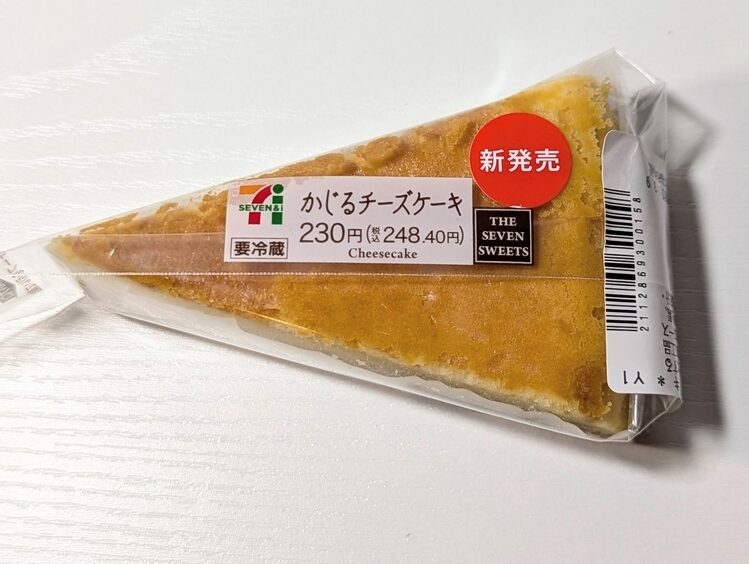 新発売
SEVEN&i
かじるチーズケーキ
230円(税込248.40円)
要冷蔵
Cheesecake
THE
SEVEN
SWEETS
2112869300158
* Y1